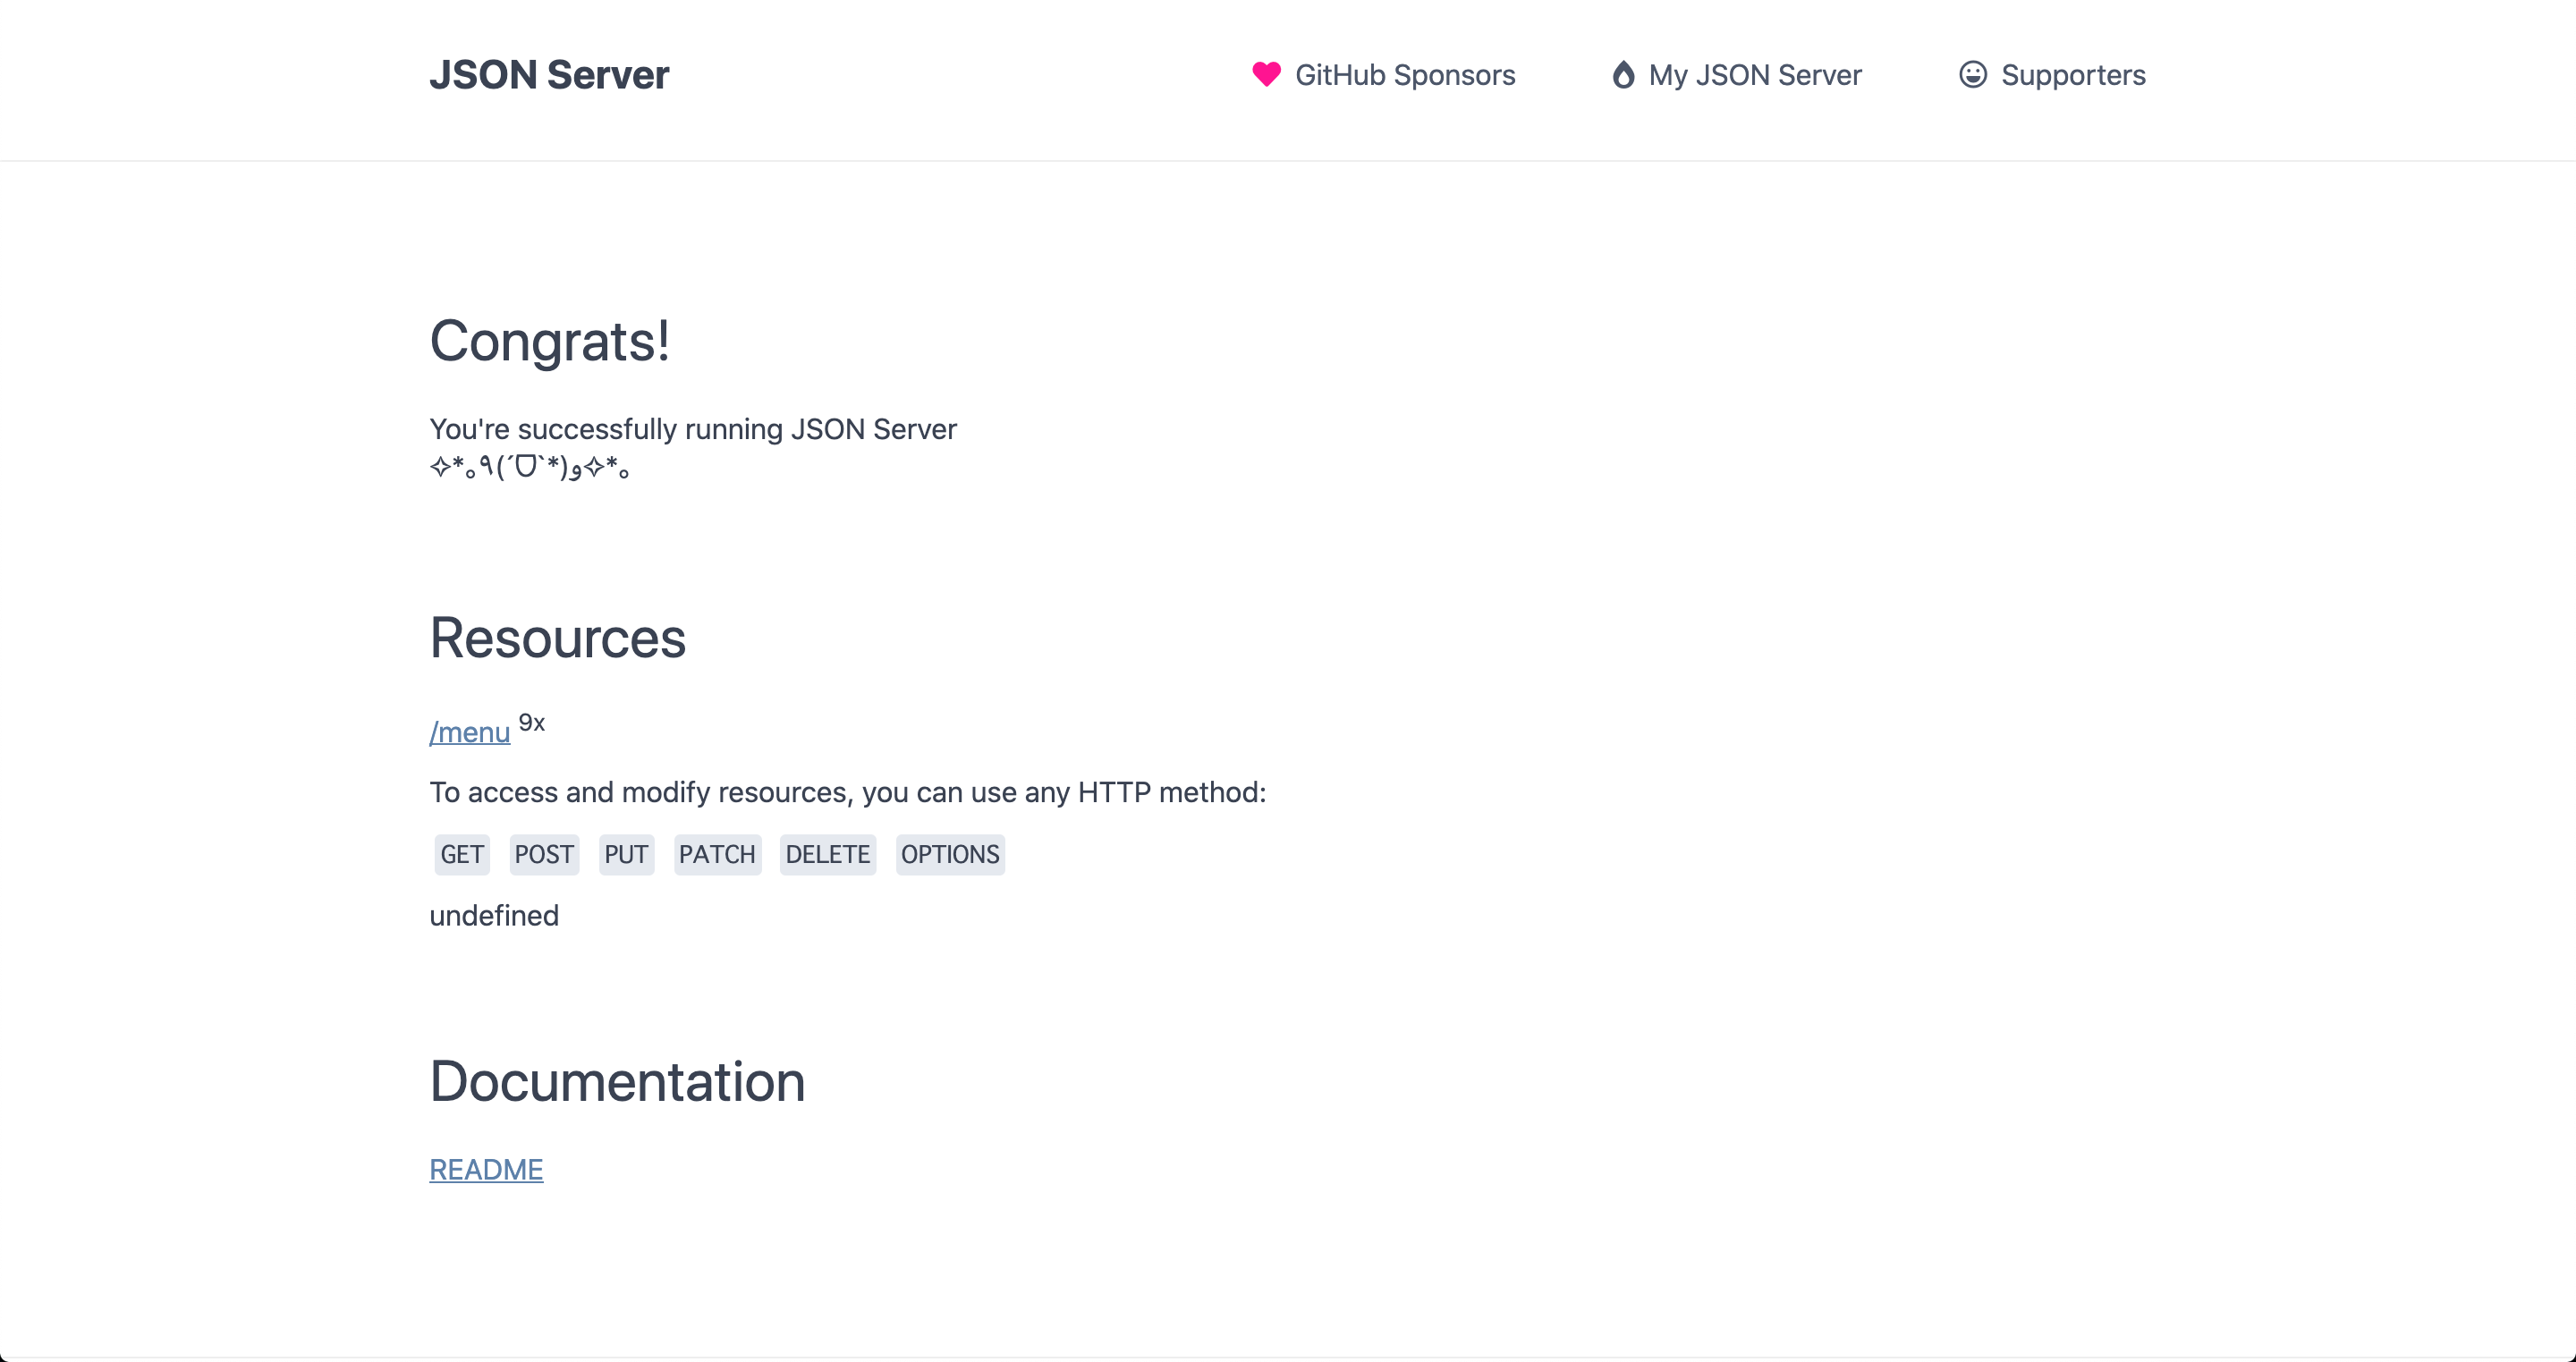 JSON Server
GitHub Sponsors
My JSON Server
Supporters
Congrats!
You're successfully running JSON Server
✧*｡٩(ˊᗜˋ*)و✧*｡
Resources
/menu 9x
To access and modify resources, you can use any HTTP method:
GET POST PUT PATCH DELETE OPTIONS
undefined
Documentation
README